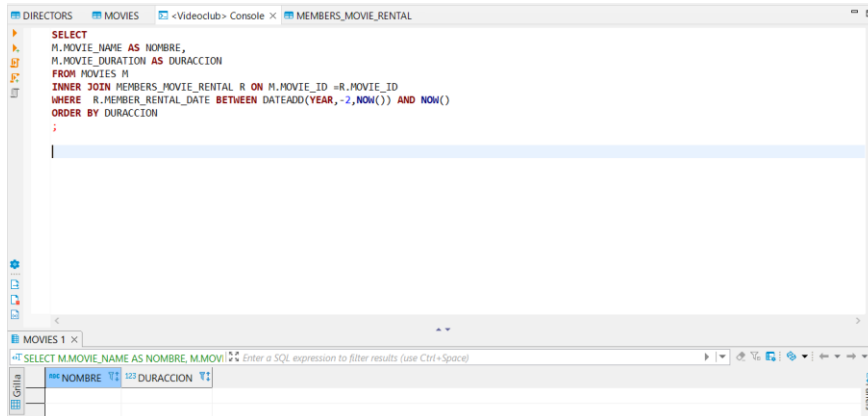 DIRECTORS MOVIES <Videoclub> Console MEMBERS_MOVIE_RENTAL
SELECT
M.MOVIE_NAME AS NOMBRE,
M.MOVIE_DURATION AS DURACCION
FROM MOVIES M
INNER JOIN MEMBERS_MOVIE_RENTAL R ON M.MOVIE_ID =R.MOVIE_ID
WHERE R.MEMBER_RENTAL_DATE BETWEEN DATEADD(YEAR,-2,NOW()) AND NOW()
ORDER BY DURACCION
;
MOVIES 1
SELECT M.MOVIE_NAME AS NOMBRE, M.MOVI Enter a SQL expression to filter results (use Ctrl+Space)
Grilla
ABC NOMBRE 123 DURACCION